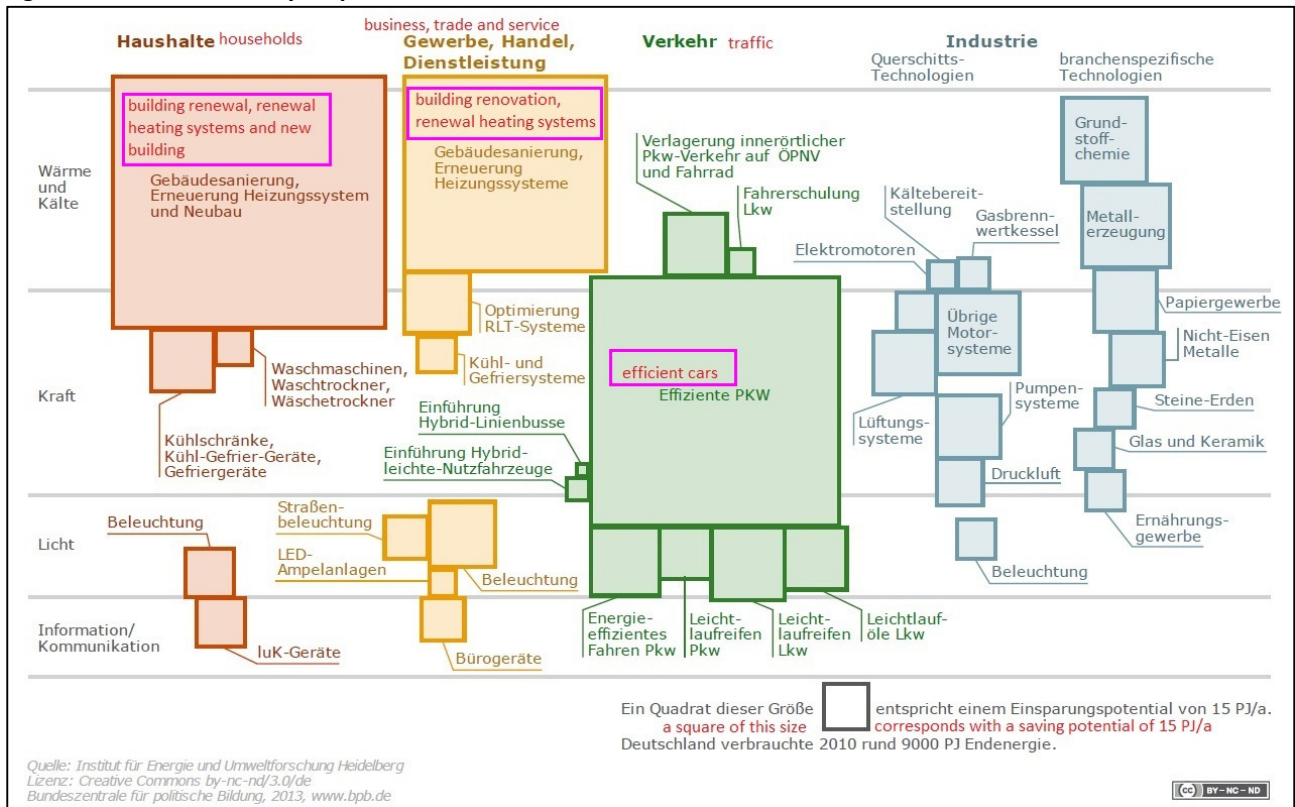 business, trade and service
Haushalte households
Gewerbe, Handel,
Dienstleistung
Verkehr traffic
Industrie
Querschitts-
Technologien
branchenspezifische
Technologien
building renewal, renewal
heating systems and new
building
Gebäudesanierung,
Erneuerung Heizungssystem
und Neubau
building renovation,
renewal heating systems
Gebäudesanierung,
Erneuerung
Heizungssysteme
Verlagerung innerörtlicher
Pkw-Verkehr auf ÖPNV
und Fahrrad
Fahrerschulung
Lkw
Kältebereit-
stellung
Gasbrenn-
wertkessel
Elektromotoren
Grund-
stoff-
chemie
Metall-
erzeugung
Wärme
und
Kälte
Optimierung
RLT-Systeme
Kühl- und
Gefriersysteme
Übrige
Motor-
systeme
Papiergewerbe
Nicht-Eisen
Metalle
Waschmaschinen,
Waschtrockner,
Wäschetrockner
efficient cars
Effiziente PKW
Kraft
Pumpen-
systeme
Steine-Erden
Einführung
Hybrid-Linienbusse
Lüftungs-
systeme
Kühlschränke,
Kühl-Gefrier-Geräte,
Gefriergeräte
Einführung Hybrid-
leichte-Nutzfahrzeuge
Glas und Keramik
Druckluft
Ernährungs-
gewerbe
Licht
Beleuchtung
Straßen-
beleuchtung
LED-
Ampelanlagen
Beleuchtung
Beleuchtung
Information/
Kommunikation
IuK-Geräte
Bürogeräte
Energie-
effizientes
Fahren Pkw
Leicht-
laufreifen
Pkw
Leicht-
laufreifen
Lkw
Leichtlauf-
öle Lkw
Ein Quadrat dieser Größe entspricht einem Einsparungspotential von 15 PJ/a.
a square of this size corresponds with a saving potential of 15 PJ/a
Deutschland verbrauchte 2010 rund 9000 PJ Endenergie.
Quelle: Institut für Energie und Umweltforschung Heidelberg
Lizenz: Creative Commons by-nc-nd/3.0/de
Bundeszentrale für politische Bildung, 2013, www.bpb.de
cc BY-NC-ND